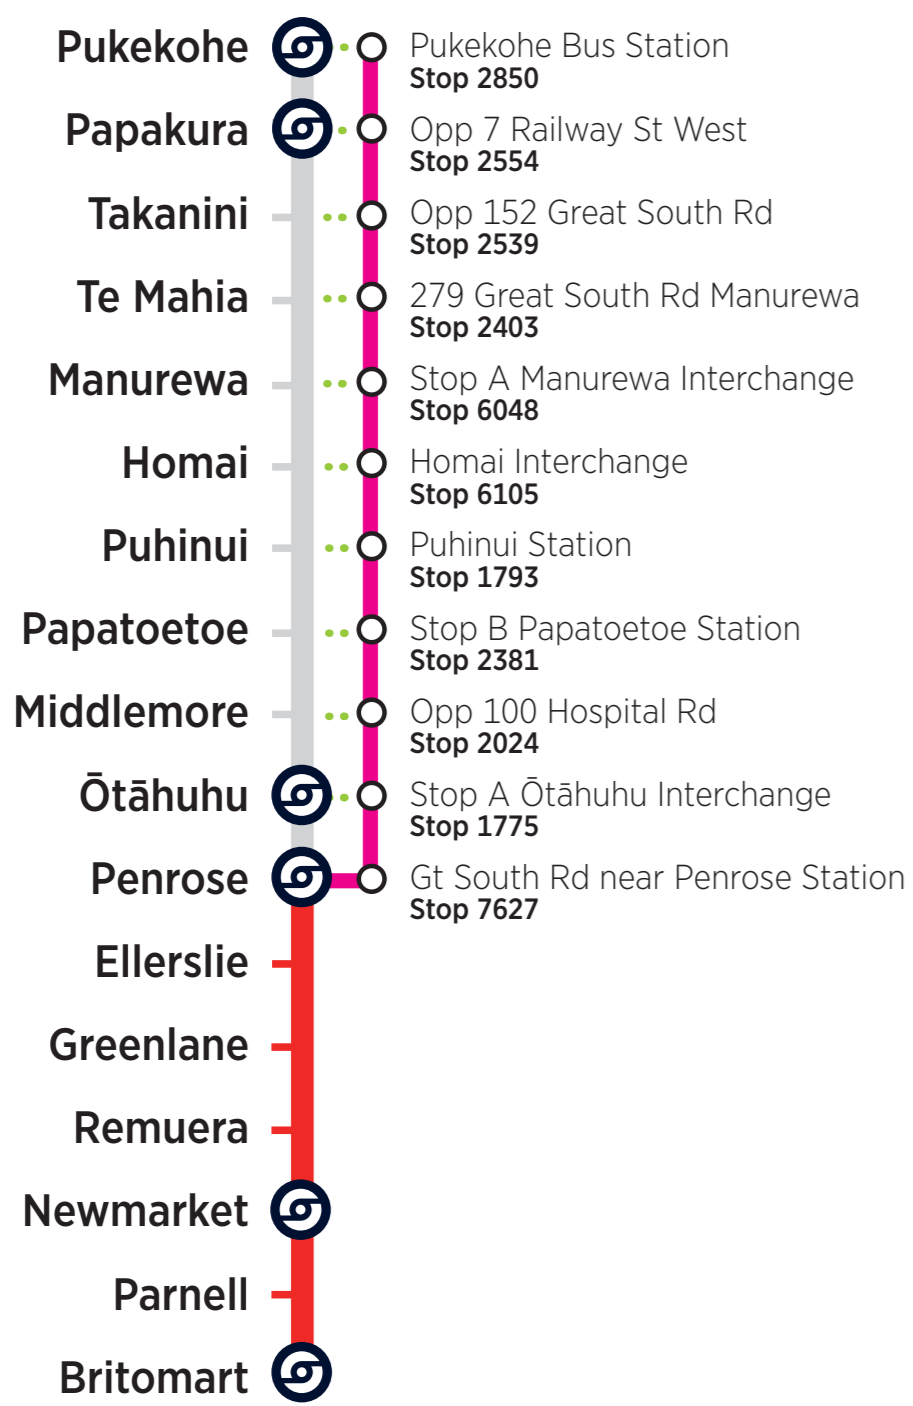 Pukekohe
Pukekohe Bus Station
Stop 2850
Papakura
Opp 7 Railway St West
Stop 2554
Takanini
Opp 152 Great South Rd
Stop 2539
Te Mahia
279 Great South Rd Manurewa
Stop 2403
Manurewa
Stop A Manurewa Interchange
Stop 6048
Homai
Homai Interchange
Stop 6105
Puhinui
Puhinui Station
Stop 1793
Papatoetoe
Stop B Papatoetoe Station
Stop 2381
Middlemore
Opp 100 Hospital Rd
Stop 2024
Ōtāhuhu
Stop A Ōtāhuhu Interchange
Stop 1775
Penrose
Gt South Rd near Penrose Station
Stop 7627
Ellerslie
Greenlane
Remuera
Newmarket
Parnell
Britomart